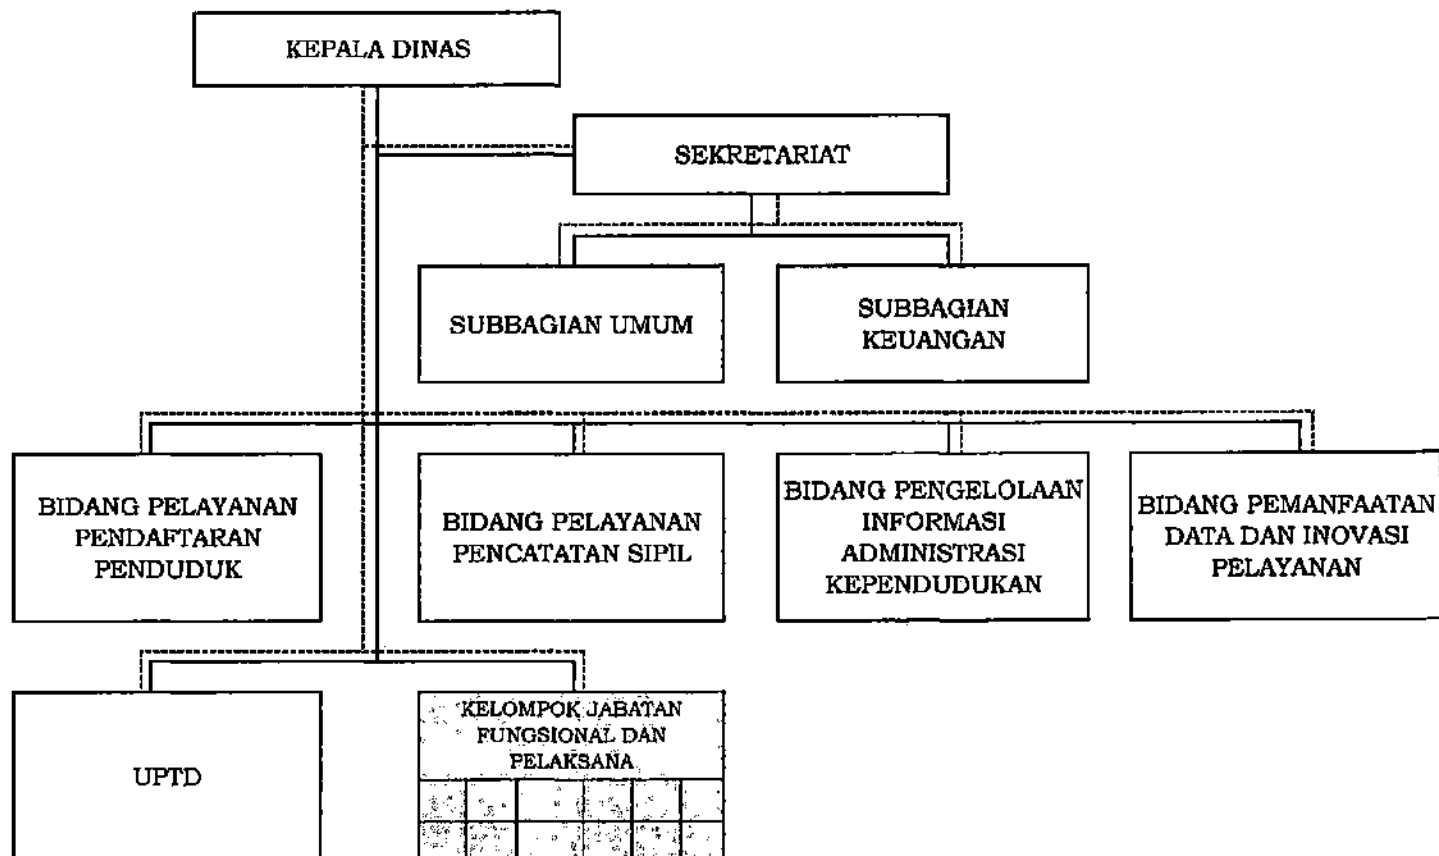 KEPALA DINAS
SEKRETARIAT
SUBBAGIAN UMUM
SUBBAGIAN
KEUANGAN
BIDANG PELAYANAN
PENDAFTARAN
PENDUDUK
BIDANG PELAYANAN
PENCATATAN SIPIL
BIDANG PENGELOLAAN
INFORMASI
ADMINISTRASI
KEPENDUDUKAN
BIDANG PEMANFAATAN
DATA DAN INOVASI
PELAYANAN
UPTD
KELOMPOK JABATAN
FUNGSIONAL DAN
PELAKSANA